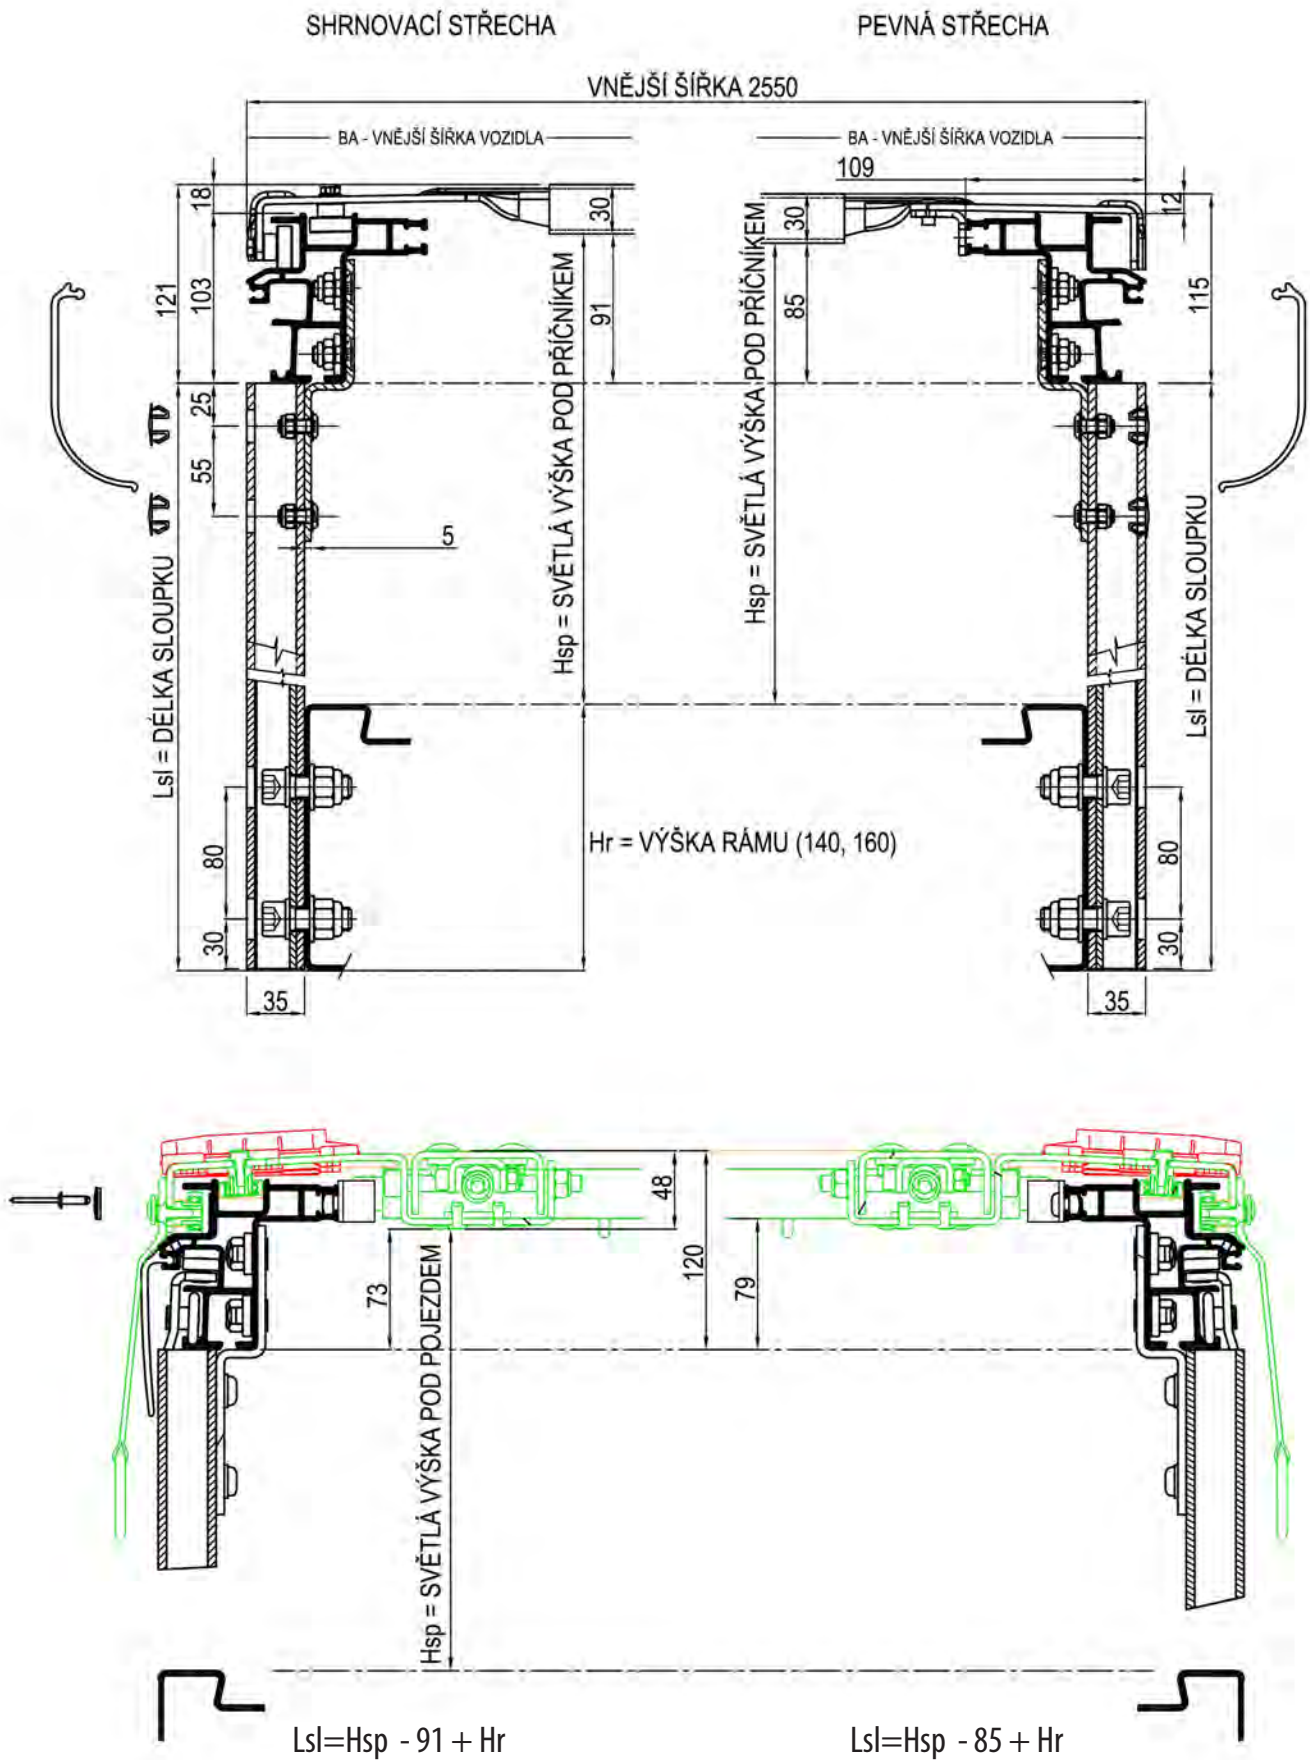 SHRNOVACÍ STŘECHA
PEVNÁ STŘECHA
VNĚJŠÍ ŠÍŘKA 2550
BA - VNĚJŠÍ ŠÍŘKA VOZIDLA
BA - VNĚJŠÍ ŠÍŘKA VOZIDLA
109
18
30
30
12
121
103
91
85
115
25
55
5
Hsp = SVĚTLÁ VÝŠKA POD PŘÍČNÍKEM
Hsp = SVĚTLÁ VÝŠKA POD PŘÍČNÍKEM
Lsl = DÉLKA SLOUPKU
Lsl = DÉLKA SLOUPKU
Hr = VÝŠKA RÁMU (140, 160)
80
80
30
30
35
35
48
120
73
79
Hsp = SVĚTLÁ VÝŠKA POD POJEZDEM
Lsl=Hsp - 91 + Hr
Lsl=Hsp - 85 + Hr